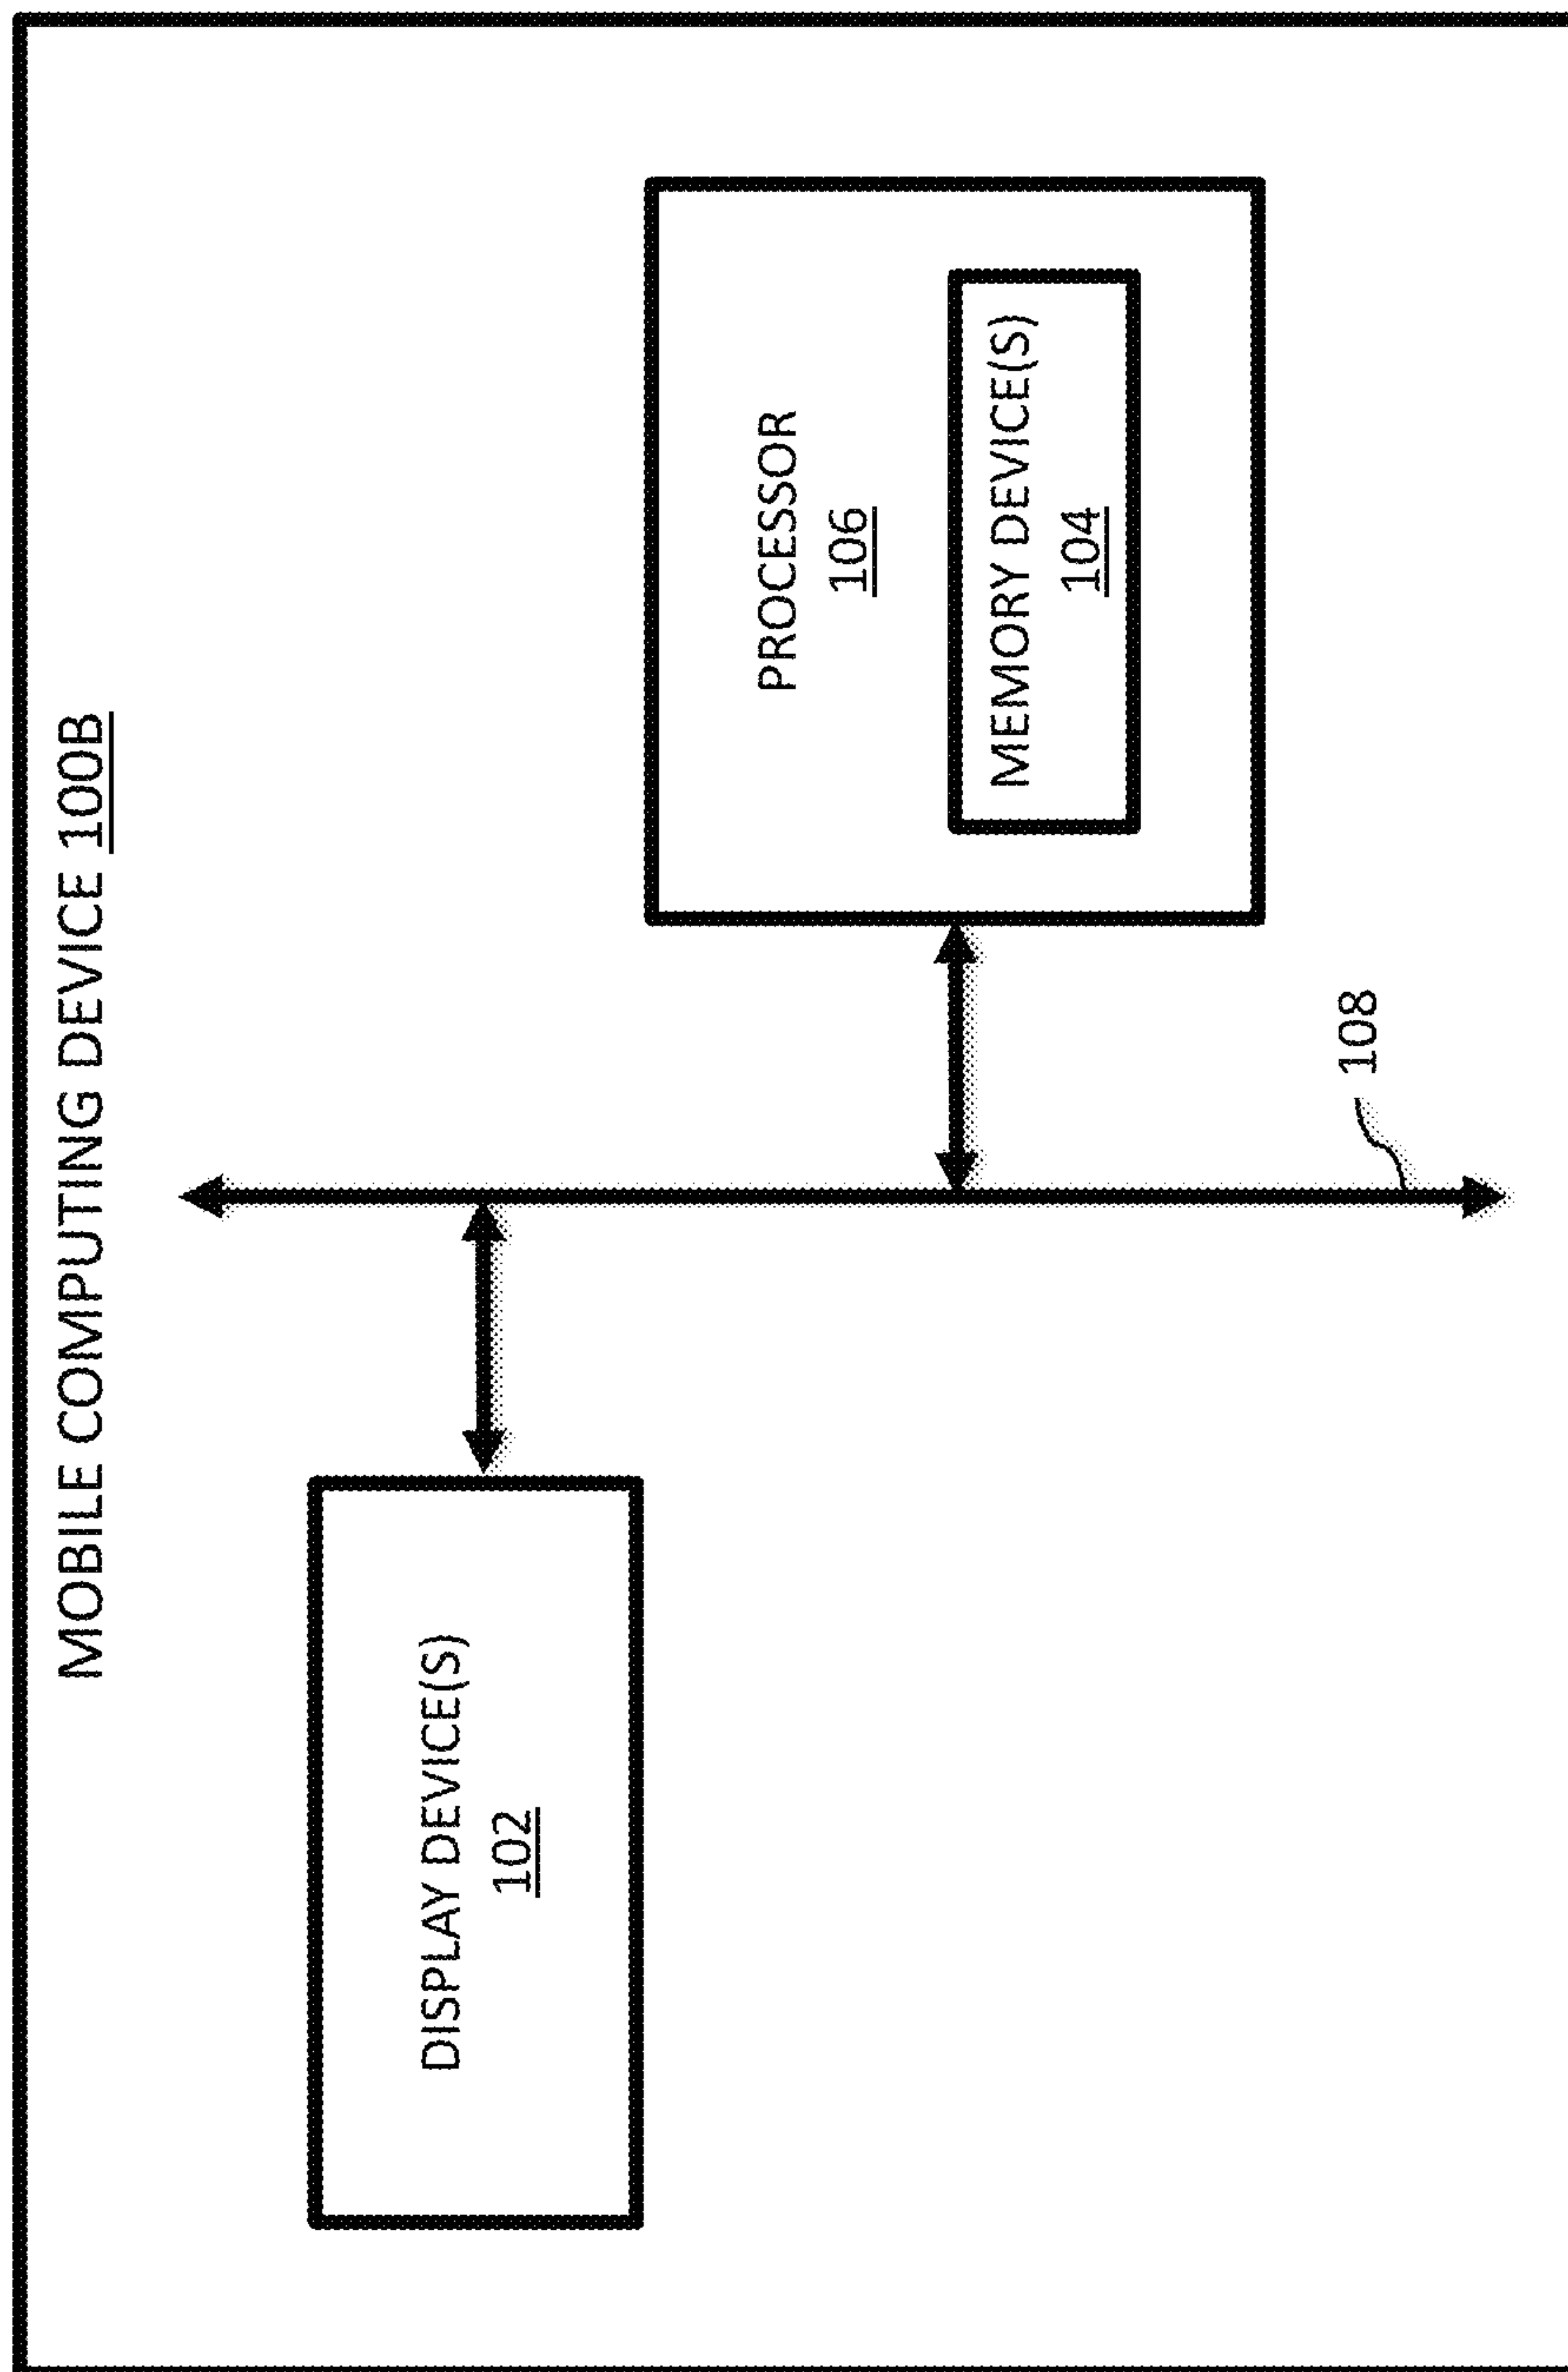 MOBILE COMPUTING DEVICE 100B
DISPLAY DEVICE(S)
102
PROCESSOR
106
MEMORY DEVICE(S)
104
108